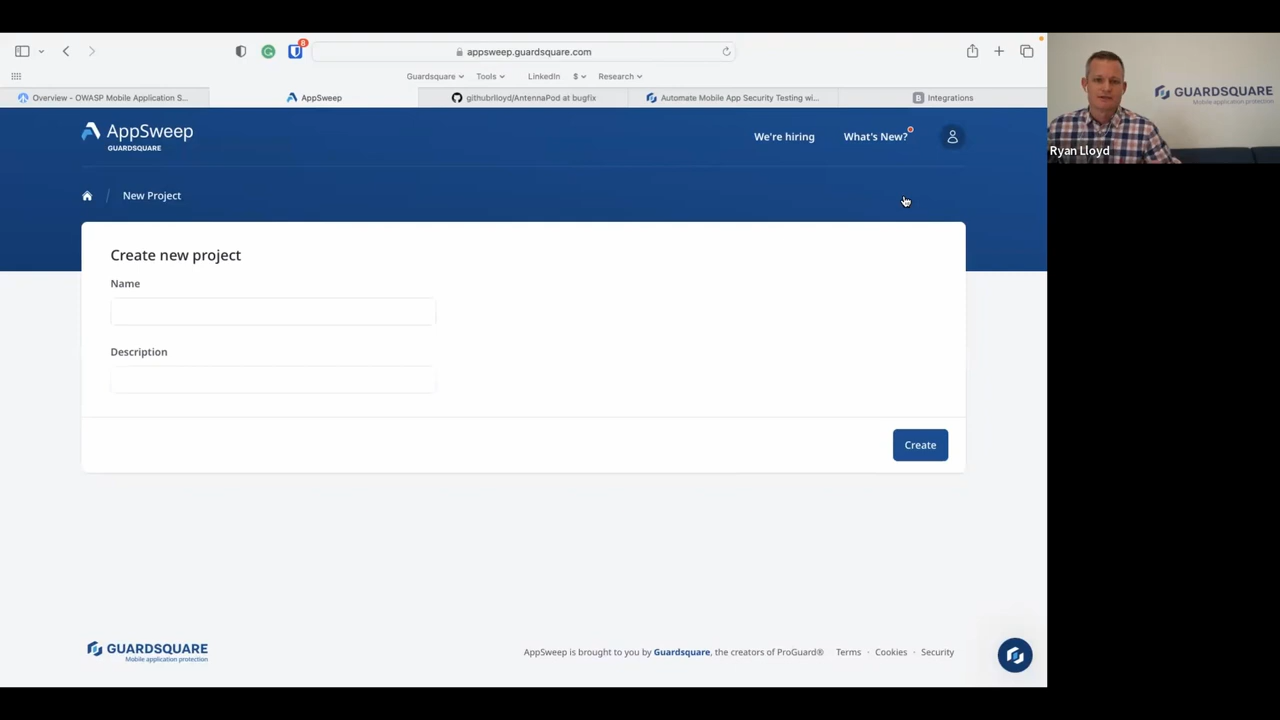 8
appsweep.guardsquare.com
Guardsquare
Tools
LinkedIn
$
Research
Overview - OWASP Mobile Application S...
AppSweep
githubrlloyd/AntennaPod at bugfix
Automate Mobile App Security Testing wi...
B
Integrations
AppSweep
GUARDSQUARE
We're hiring
What's New?
New Project
Create new project
Name
Description
Create
GUARDSQUARE
Mobile application protection
AppSweep is brought to you by Guardsquare, the creators of ProGuard®
Terms · Cookies · Security
GUARDSQUARE
Mobile application protection
Ryan Lloyd